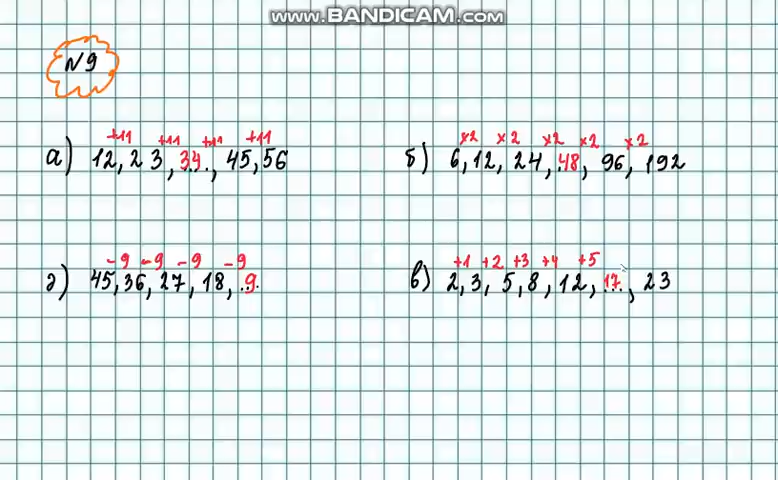 WWW.BANDICAM.COM
N9
+11 +11 +11 +11
×2 ×2 ×2 ×2 ×2
а) 12, 23, 34, 45, 56
б) 6, 12, 24, 48, 96, 192
-9 -9 -9 -9
+1 +2 +3 +4 +5
ә) 45, 36, 27, 18, 9
в) 2, 3, 5, 8, 12, 17, 23